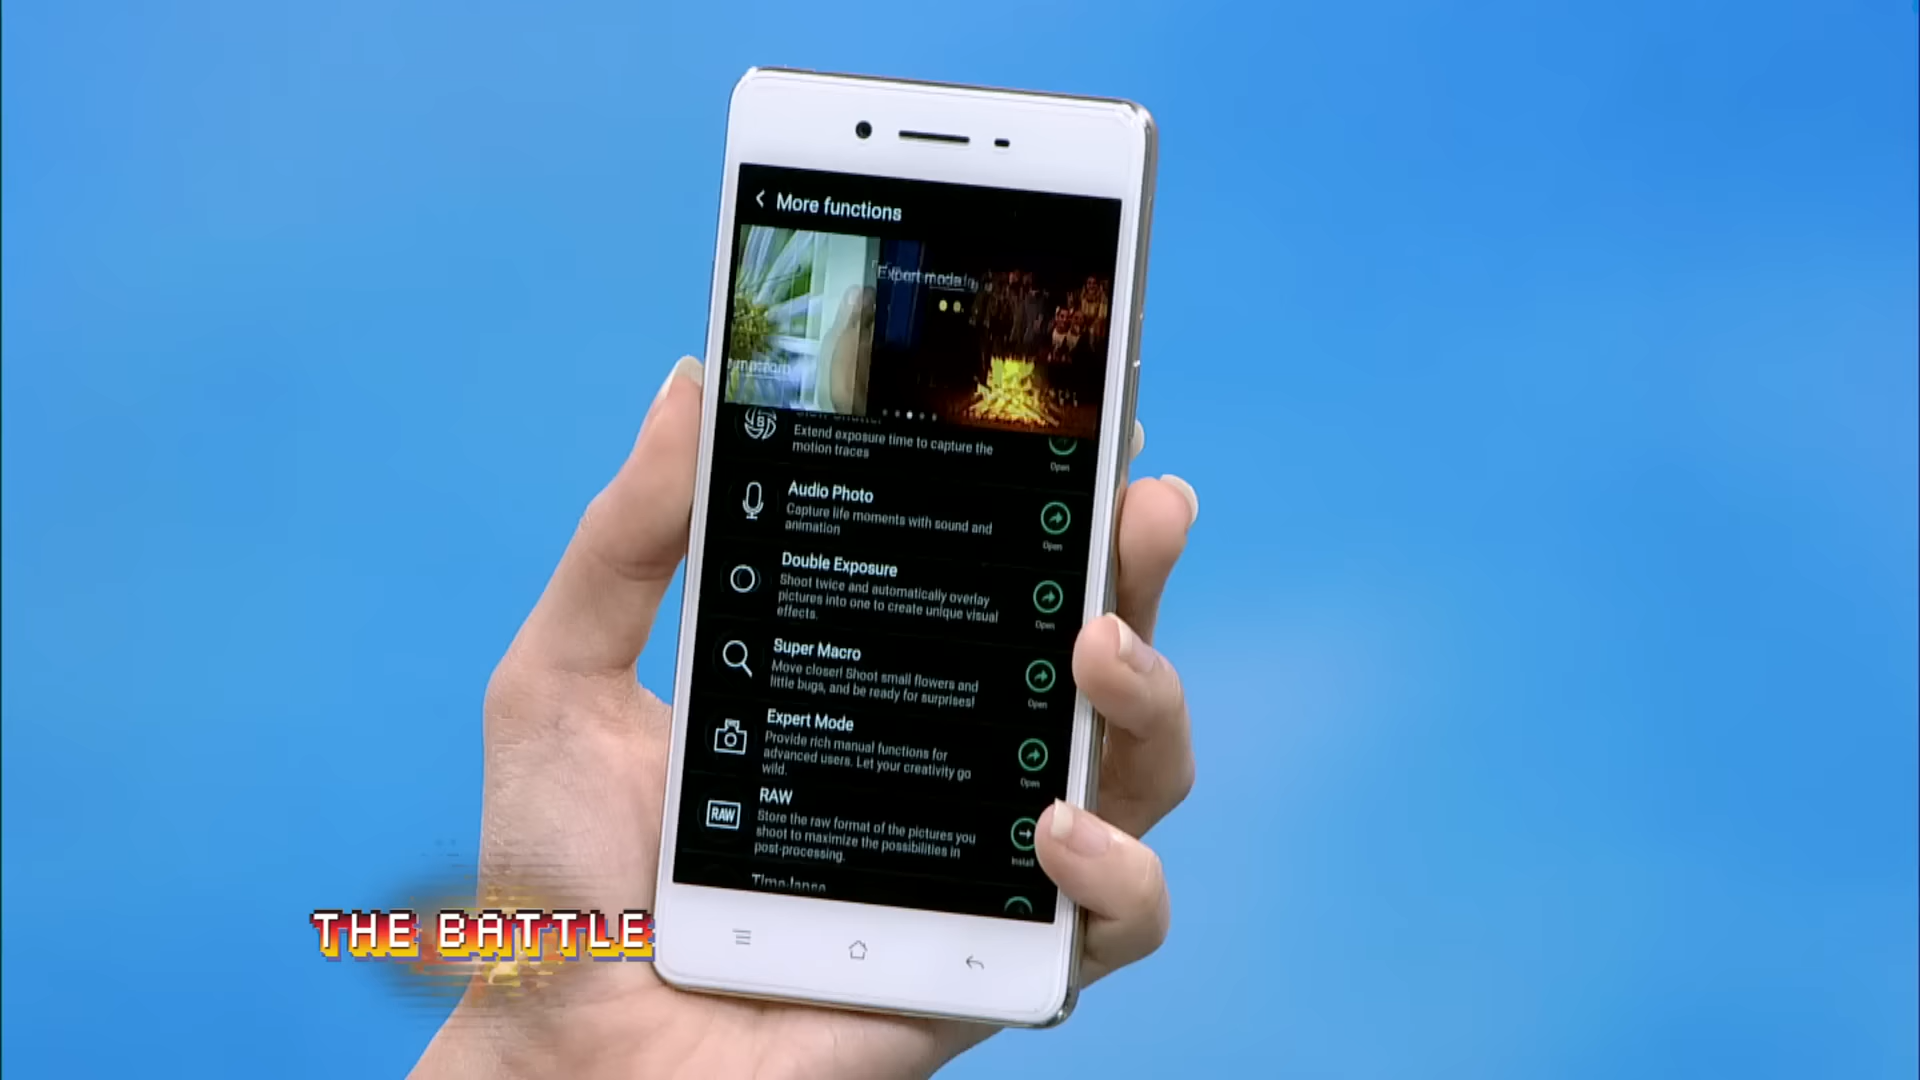 More functions
Expert mode
Extend exposure time to capture the
motion traces
Open
Audio Photo
Capture life moments with sound and
animation
Open
Double Exposure
Shoot twice and automatically overlay
pictures into one to create unique visual
effects.
Open
Super Macro
Move closer! Shoot small flowers and
little bugs, and be ready for surprises!
Open
Expert Mode
Provide rich manual functions for
advanced users. Let your creativity go
wild.
Open
RAW
RAW
Store the raw format of the pictures you
shoot to maximize the possibilities in
post-processing.
Install
Time-lapse
THE BATTLE